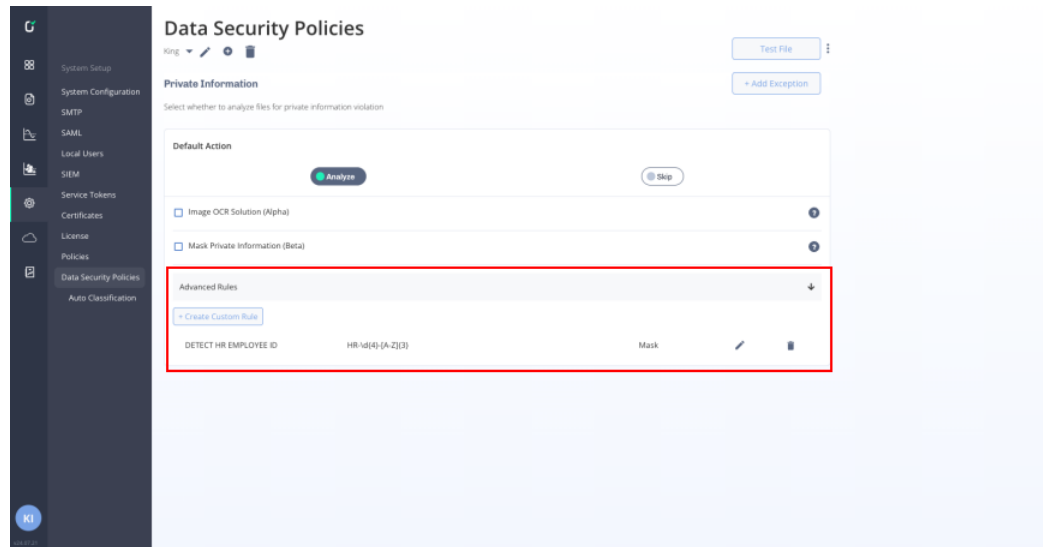 Data Security Policies
King
Test File
System Setup
System Configuration
SMTP
SAML
Local Users
SIEM
Service Tokens
Certificates
License
Policies
Data Security Policies
Auto Classification
Private Information
+ Add Exception
Select whether to analyze files for private information violation
Default Action
Analyze
Skip
Image OCR Solution (Alpha)
Mask Private Information (Beta)
Advanced Rules
+ Create Custom Rule
DETECT HR EMPLOYEE ID HR-\d{4}-[A-Z]{3} Mask
KI